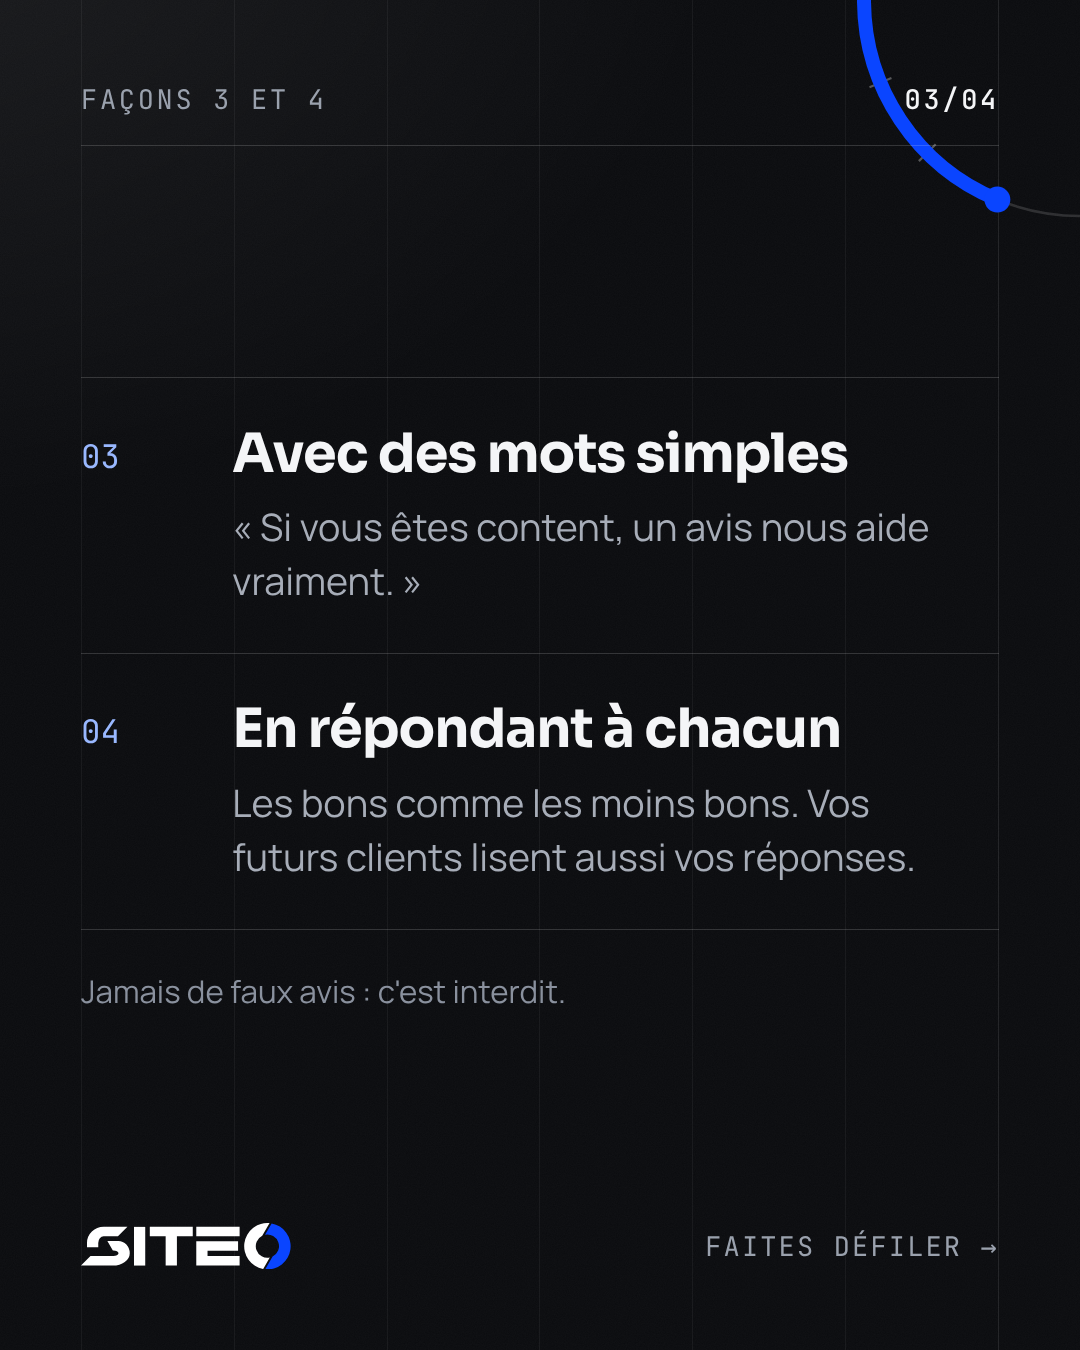 FAÇONS 3 ET 4
03/04
03
Avec des mots simples
« Si vous êtes content, un avis nous aide
vraiment. »
04
En répondant à chacun
Les bons comme les moins bons. Vos
futurs clients lisent aussi vos réponses.
Jamais de faux avis : c'est interdit.
SITEO
FAITES DÉFILER →